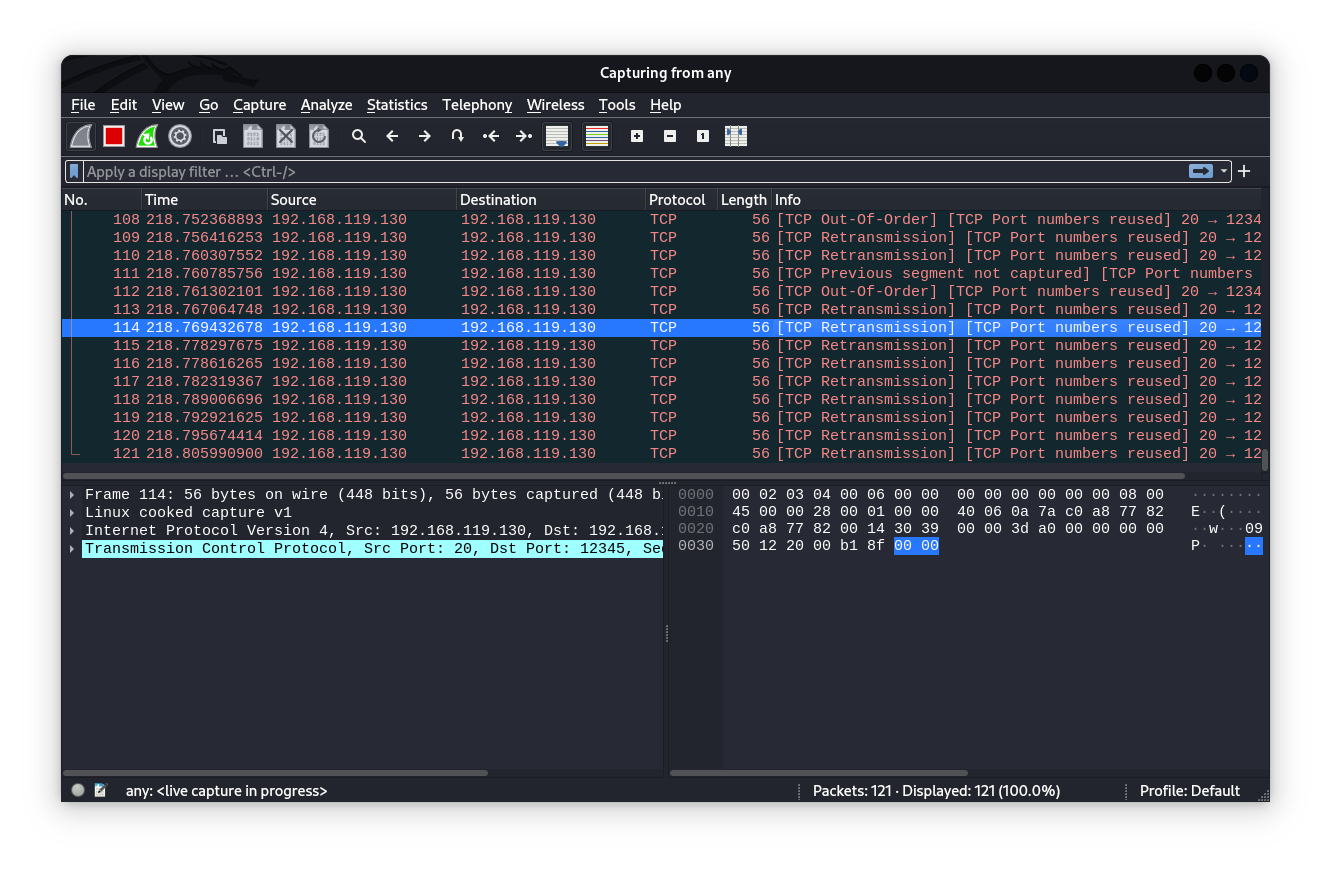 Capturing from any
File Edit View Go Capture Analyze Statistics Telephony Wireless Tools Help
Apply a display filter … <Ctrl-/>
No. Time Source Destination Protocol Length Info
108 218.752368893 192.168.119.130 192.168.119.130 TCP 56 [TCP Out-Of-Order] [TCP Port numbers reused] 20 → 1234
109 218.756416253 192.168.119.130 192.168.119.130 TCP 56 [TCP Retransmission] [TCP Port numbers reused] 20 → 12
110 218.760307552 192.168.119.130 192.168.119.130 TCP 56 [TCP Retransmission] [TCP Port numbers reused] 20 → 12
111 218.760785756 192.168.119.130 192.168.119.130 TCP 56 [TCP Previous segment not captured] [TCP Port numbers
112 218.761302101 192.168.119.130 192.168.119.130 TCP 56 [TCP Out-Of-Order] [TCP Port numbers reused] 20 → 1234
113 218.767064748 192.168.119.130 192.168.119.130 TCP 56 [TCP Retransmission] [TCP Port numbers reused] 20 → 12
114 218.769432678 192.168.119.130 192.168.119.130 TCP 56 [TCP Retransmission] [TCP Port numbers reused] 20 → 12
115 218.778297675 192.168.119.130 192.168.119.130 TCP 56 [TCP Retransmission] [TCP Port numbers reused] 20 → 12
116 218.778616265 192.168.119.130 192.168.119.130 TCP 56 [TCP Retransmission] [TCP Port numbers reused] 20 → 12
117 218.782319367 192.168.119.130 192.168.119.130 TCP 56 [TCP Retransmission] [TCP Port numbers reused] 20 → 12
118 218.789006696 192.168.119.130 192.168.119.130 TCP 56 [TCP Retransmission] [TCP Port numbers reused] 20 → 12
119 218.792921625 192.168.119.130 192.168.119.130 TCP 56 [TCP Retransmission] [TCP Port numbers reused] 20 → 12
120 218.795674414 192.168.119.130 192.168.119.130 TCP 56 [TCP Retransmission] [TCP Port numbers reused] 20 → 12
121 218.805990900 192.168.119.130 192.168.119.130 TCP 56 [TCP Retransmission] [TCP Port numbers reused] 20 → 12
Frame 114: 56 bytes on wire (448 bits), 56 bytes captured (448 b
Linux cooked capture v1
Internet Protocol Version 4, Src: 192.168.119.130, Dst: 192.168.
Transmission Control Protocol, Src Port: 20, Dst Port: 12345, Se
0000 00 02 03 04 00 06 00 00 00 00 00 00 00 00 08 00 ········
0010 45 00 00 28 00 01 00 00 40 06 0a 7a c0 a8 77 82 E··(····
0020 c0 a8 77 82 00 14 30 39 00 00 3d a0 00 00 00 00 ··w···09
0030 50 12 20 00 b1 8f 00 00 P· ·····
any: <live capture in progress>
Packets: 121 · Displayed: 121 (100.0%)
Profile: Default